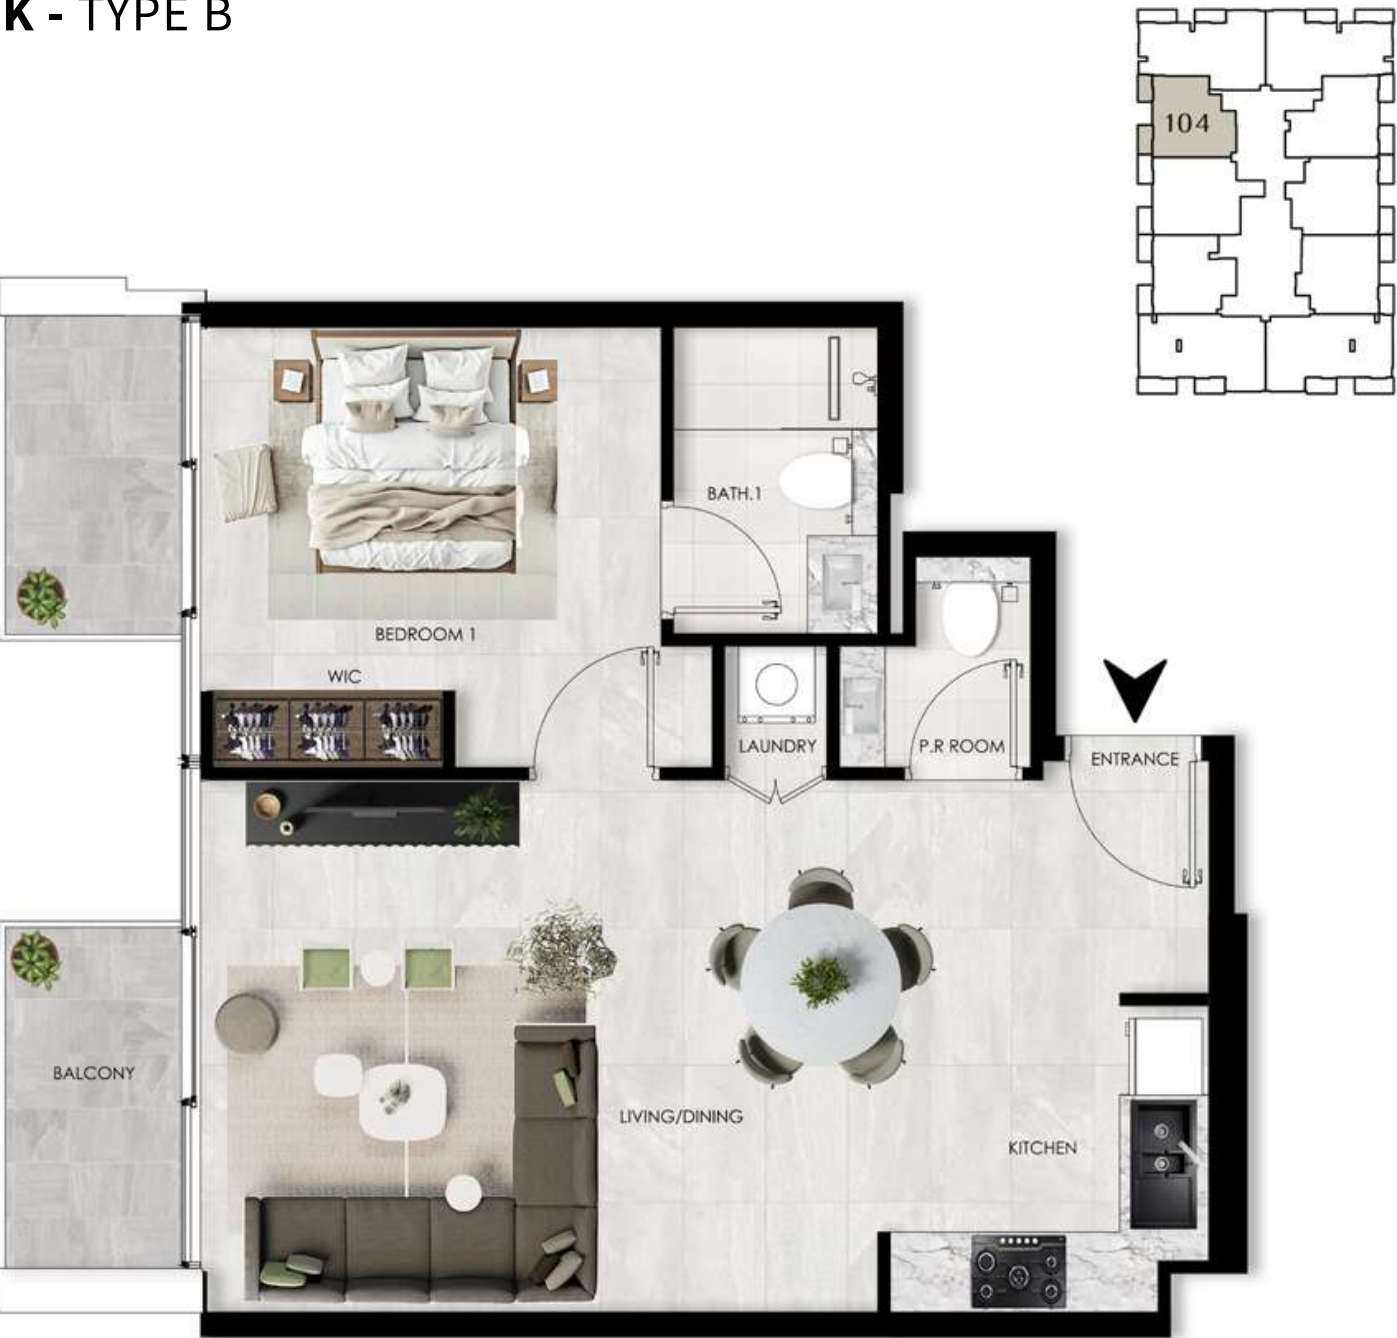 K - TYPE B
104
BATH.1
BEDROOM 1
WIC
LAUNDRY
P.R ROOM
ENTRANCE
BALCONY
LIVING/DINING
KITCHEN